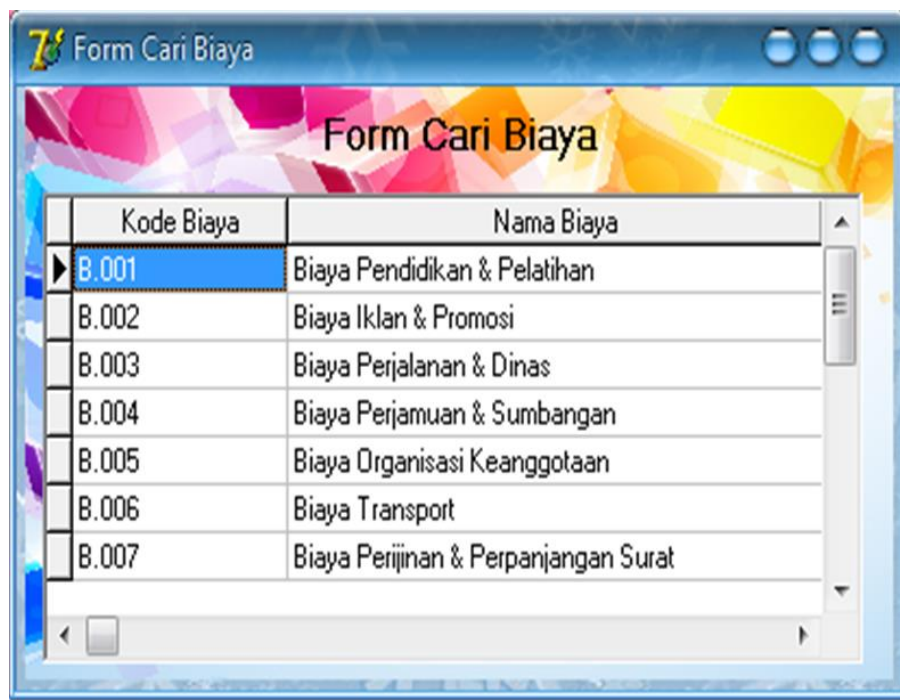 Form Cari Biaya
Form Cari Biaya
Kode Biaya Nama Biaya
B.001 Biaya Pendidikan & Pelatihan
B.002 Biaya Iklan & Promosi
B.003 Biaya Perjalanan & Dinas
B.004 Biaya Perjamuan & Sumbangan
B.005 Biaya Organisasi Keanggotaan
B.006 Biaya Transport
B.007 Biaya Perijinan & Perpanjangan Surat